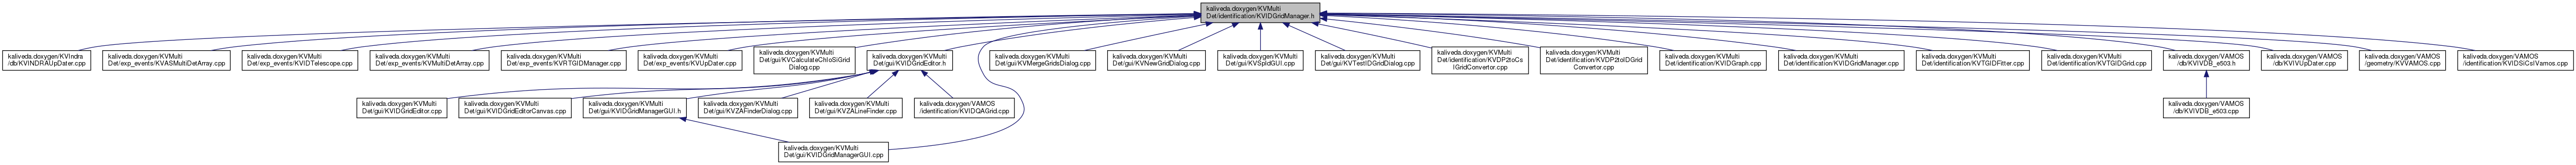 kaliveda.doxygen/KVMulti
Det/identification/KVIDGridManager.h
kaliveda.doxygen/KVIndra
/db/KVINDRAUpDater.cpp
kaliveda.doxygen/KVMulti
Det/exp_events/KVASMultiDetArray.cpp
kaliveda.doxygen/KVMulti
Det/exp_events/KVIDTelescope.cpp
kaliveda.doxygen/KVMulti
Det/exp_events/KVMultiDetArray.cpp
kaliveda.doxygen/KVMulti
Det/exp_events/KVRTGIDManager.cpp
kaliveda.doxygen/KVMulti
Det/exp_events/KVUpDater.cpp
kaliveda.doxygen/KVMulti
Det/gui/KVCalculateChIoSiGrid
Dialog.cpp
kaliveda.doxygen/KVMulti
Det/gui/KVIDGridEditor.h
kaliveda.doxygen/KVMulti
Det/gui/KVMergeGridsDialog.cpp
kaliveda.doxygen/KVMulti
Det/gui/KVNewGridDialog.cpp
kaliveda.doxygen/KVMulti
Det/gui/KVSpIdGUI.cpp
kaliveda.doxygen/KVMulti
Det/gui/KVTestIDGridDialog.cpp
kaliveda.doxygen/KVMulti
Det/identification/KVDP2toCs
IGridConvertor.cpp
kaliveda.doxygen/KVMulti
Det/identification/KVDP2toIDGrid
Convertor.cpp
kaliveda.doxygen/KVMulti
Det/identification/KVIDGraph.cpp
kaliveda.doxygen/KVMulti
Det/identification/KVIDGridManager.cpp
kaliveda.doxygen/KVMulti
Det/identification/KVTGIDFitter.cpp
kaliveda.doxygen/KVMulti
Det/identification/KVTGIDGrid.cpp
kaliveda.doxygen/VAMOS
/db/KVIVDB_e503.h
kaliveda.doxygen/VAMOS
/db/KVIVUpDater.cpp
kaliveda.doxygen/VAMOS
/geometry/KVVAMOS.cpp
kaliveda.doxygen/VAMOS
/identification/KVIDSiCsIVamos.cpp
kaliveda.doxygen/KVMulti
Det/gui/KVIDGridEditor.cpp
kaliveda.doxygen/KVMulti
Det/gui/KVIDGridEditorCanvas.cpp
kaliveda.doxygen/KVMulti
Det/gui/KVIDGridManagerGUI.h
kaliveda.doxygen/KVMulti
Det/gui/KVZAFinderDialog.cpp
kaliveda.doxygen/KVMulti
Det/gui/KVZALineFinder.cpp
kaliveda.doxygen/VAMOS
/identification/KVIDQAGrid.cpp
kaliveda.doxygen/VAMOS
/db/KVIVDB_e503.cpp
kaliveda.doxygen/KVMulti
Det/gui/KVIDGridManagerGUI.cpp